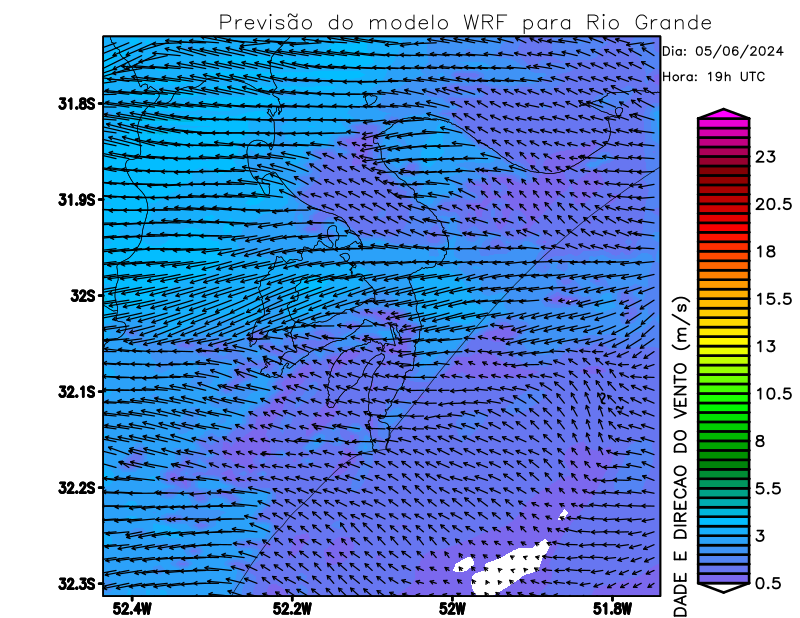 Previsão do modelo WRF para Rio Grande
Dia: 05/06/2024
Hora: 19h UTC
31.8S
31.9S
32S
32.1S
32.2S
32.3S
52.4W
52.2W
52W
51.8W
DADE E DIRECAO DO VENTO (m/s)
23
20.5
18
15.5
13
10.5
8
5.5
3
0.5